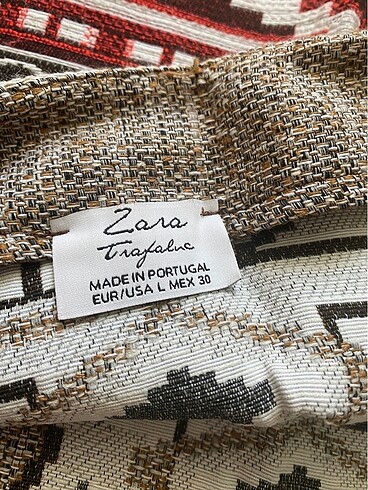 Zara
Trafaluc
MADE IN PORTUGAL
EUR/USA L MEX 30